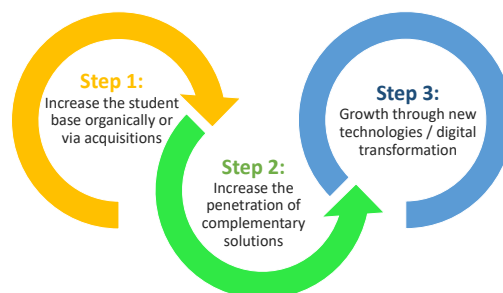 Step 1:
Increase the student
base organically or
via acquisitions
Step 2:
Increase the
penetration of
complementary
solutions
Step 3:
Growth through new
technologies / digital
transformation